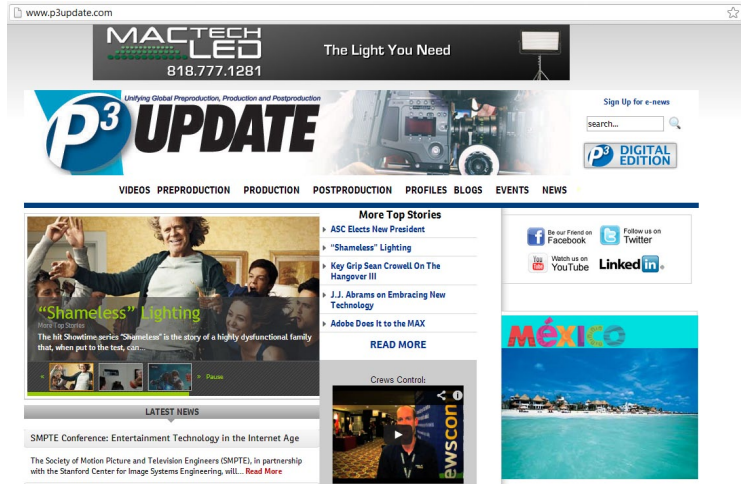 www.p3update.com
MACTECH
LED
818.777.1281
The Light You Need
Unifying Global Preproduction, Production and Postproduction
P3 UPDATE
Sign Up for e-news
search...
P3 DIGITAL
EDITION
VIDEOS PREPRODUCTION PRODUCTION POSTPRODUCTION PROFILES BLOGS EVENTS NEWS
"Shameless" Lighting
More Top Stories
The hit Showtime series "Shameless" is the story of a highly dysfunctional family
that, when put to the test, can...
< > Pause
LATEST NEWS
SMPTE Conference: Entertainment Technology in the Internet Age
The Society of Motion Picture and Television Engineers (SMPTE), in partnership
with the Stanford Center for Image Systems Engineering, will... Read More
More Top Stories
ASC Elects New President
"Shameless" Lighting
Key Grip Sean Crowell On The
Hangover III
J.J. Abrams on Embracing New
Technology
Adobe Does It to the MAX
READ MORE
Crews Control:
ewscon
Be our Friend on
Facebook
Follow us on
Twitter
You
Tube
Watch us on
YouTube
Linked in
MéxICO